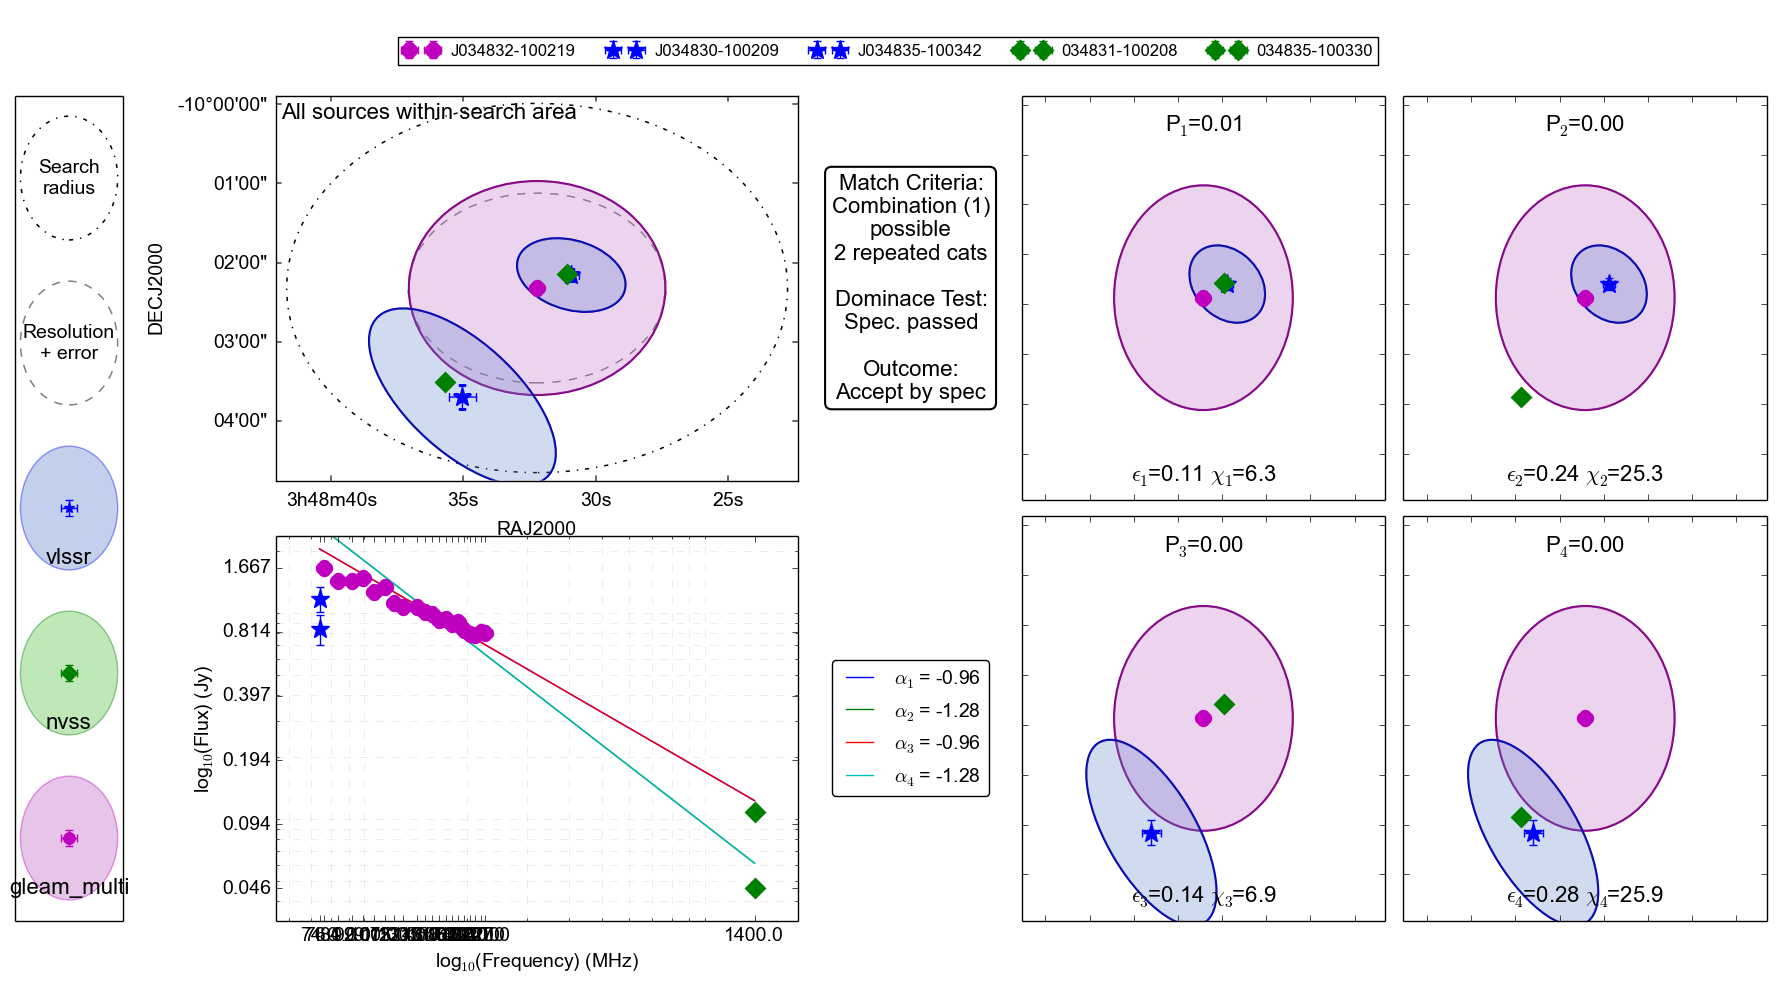 J034832-100219 J034830-100209 J034835-100342 034831-100208 034835-100330
Search
radius
Resolution
+ error
vlssr
nvss
gleam_multi
All sources within search area
DECJ2000
-10°00'00"
01'00"
02'00"
03'00"
04'00"
3h48m40s 35s 30s 25s
RAJ2000
log₁₀(Flux) (Jy)
1.667
0.814
0.397
0.194
0.094
0.046
1400.0
log₁₀(Frequency) (MHz)
Match Criteria:
Combination (1)
possible
2 repeated cats
Dominace Test:
Spec. passed
Outcome:
Accept by spec
α₁ = -0.96
α₂ = -1.28
α₃ = -0.96
α₄ = -1.28
P₁=0.01
ϵ₁=0.11 χ₁=6.3
P₂=0.00
ϵ₂=0.24 χ₂=25.3
P₃=0.00
ϵ₃=0.14 χ₃=6.9
P₄=0.00
ϵ₄=0.28 χ₄=25.9